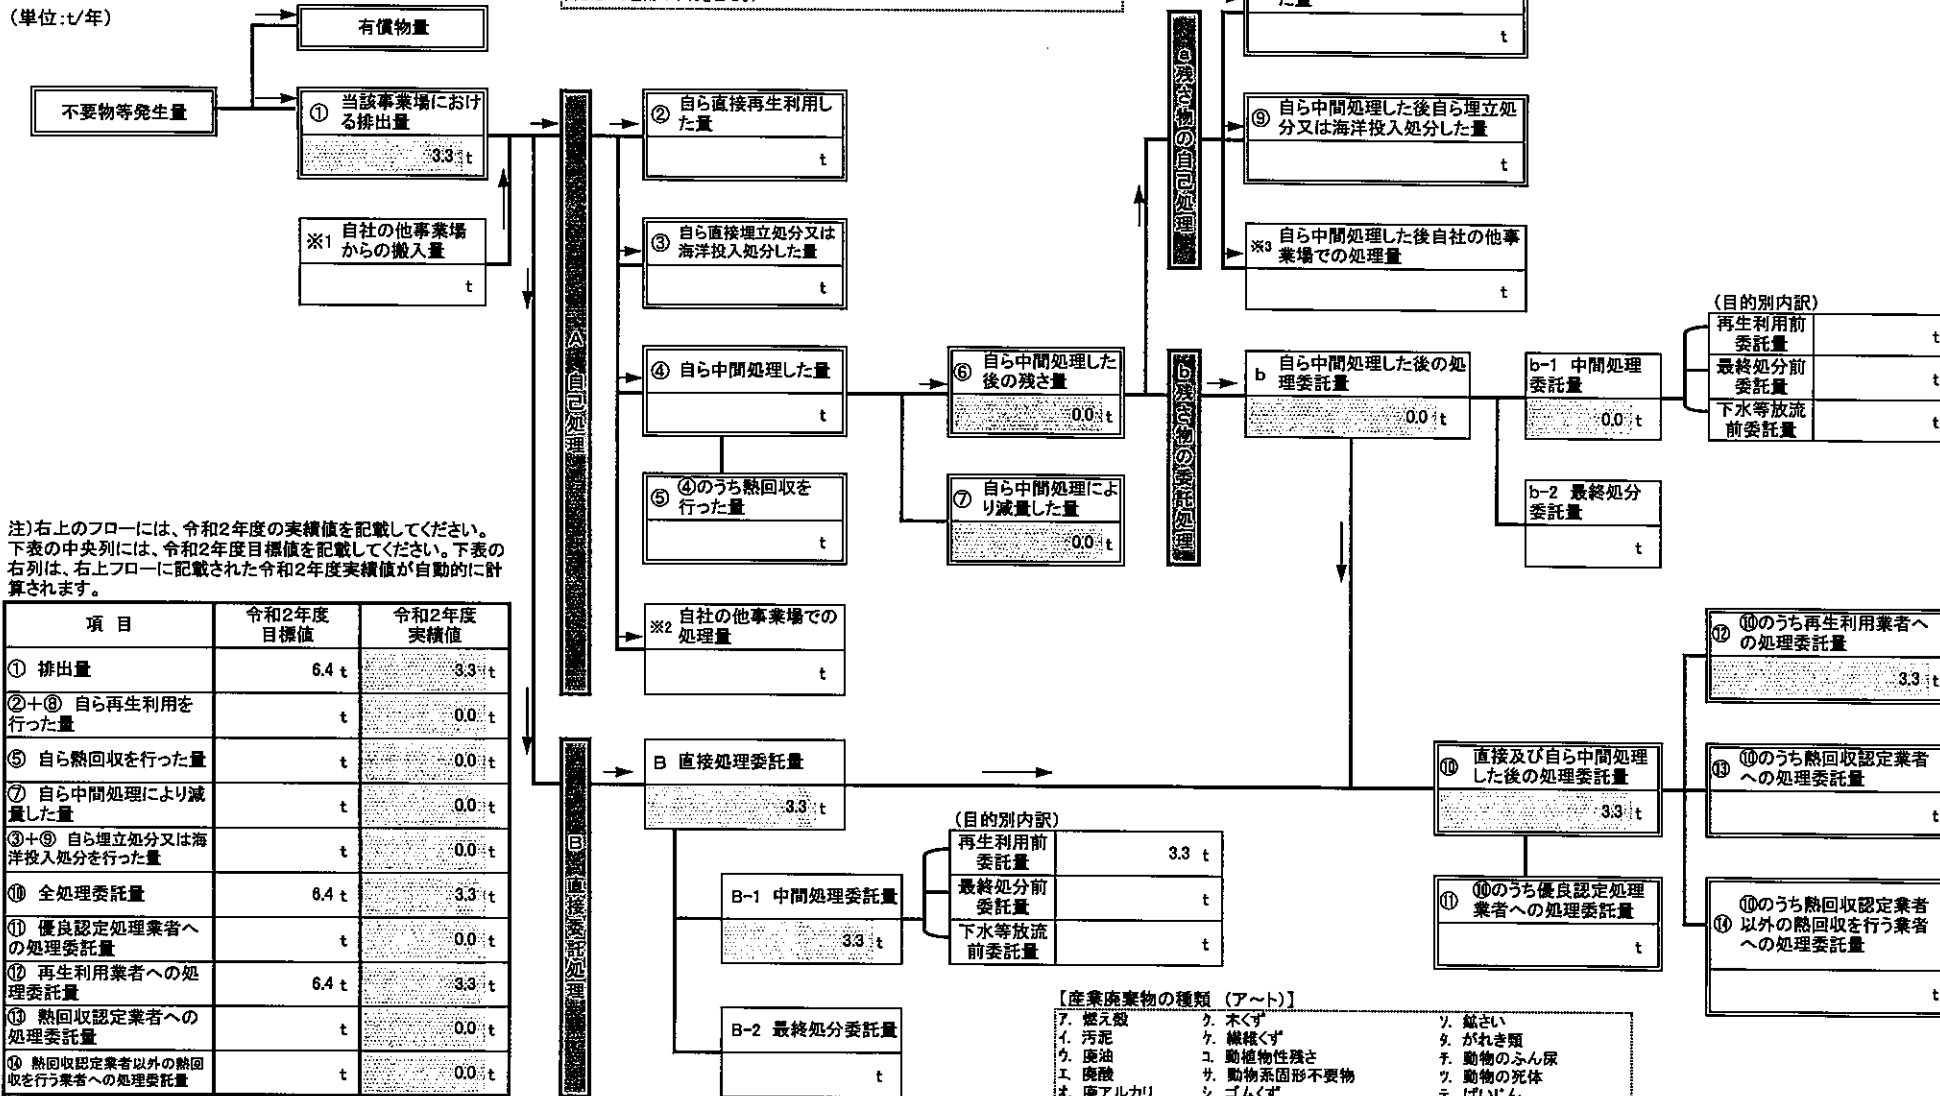 (単位:t/年)
有償物量
不要物等発生量
① 当該事業場におけ
る排出量
3.3 t
※1 自社の他事業場
からの搬入量
t
A 自己処理
② 自ら直接再生利用し
た量
t
③ 自ら直接埋立処分又は
海洋投入処分した量
t
④ 自ら中間処理した量
t
⑤ ④のうち熱回収を
行った量
t
※2 自社の他事業場での
処理量
t
⑥ 自ら中間処理した
後の残さ量
0.0 t
⑦ 自ら中間処理によ
り減量した量
0.0 t
a 残さ物の自己処理
た量
t
⑨ 自ら中間処理した後自ら埋立処
分又は海洋投入処分した量
t
※3 自ら中間処理した後自社の他事
業場での処理量
t
b 残さ物の委託処理
b 自ら中間処理した後の処
理委託量
0.0 t
b-1 中間処理
委託量
0.0 t
b-2 最終処分
委託量
t
(目的別内訳)
再生利用前
委託量 t
最終処分前
委託量 t
下水等放流
前委託量 t
注)右上のフローには、令和2年度の実績値を記載してください。
下表の中央列には、令和2年度目標値を記載してください。下表の
右列は、右上フローに記載された令和2年度実績値が自動的に計
算されます。
項 目 令和2年度 令和2年度
目標値 実績値
① 排出量 6.4 t 3.3 t
②+⑧ 自ら再生利用を
行った量 t 0.0 t
⑤ 自ら熱回収を行った量 t 0.0 t
⑦ 自ら中間処理により減
量した量 t 0.0 t
③+⑨ 自ら埋立処分又は海
洋投入処分を行った量 t 0.0 t
⑩ 全処理委託量 6.4 t 3.3 t
⑪ 優良認定処理業者へ
の処理委託量 t 0.0 t
⑫ 再生利用業者への処
理委託量 6.4 t 3.3 t
⑬ 熱回収認定業者への
処理委託量 t 0.0 t
⑭ 熱回収認定業者以外の熱回
収を行う業者への処理委託量 t 0.0 t
B 直接委託処理
B 直接処理委託量
3.3 t
B-1 中間処理委託量
3.3 t
B-2 最終処分委託量
t
(目的別内訳)
再生利用前
委託量 3.3 t
最終処分前
委託量 t
下水等放流
前委託量 t
⑩ 直接及び自ら中間処理
した後の処理委託量
3.3 t
⑪ ⑩のうち優良認定処理
業者への処理委託量
t
⑫ ⑩のうち再生利用業者へ
の処理委託量
3.3 t
⑬ ⑩のうち熱回収認定業者
への処理委託量
t
⑭ ⑩のうち熱回収認定業者
以外の熱回収を行う業者
への処理委託量
t
【産業廃棄物の種類 (ア~ト)】
ア. 燃え殻 ク. 木くず ソ. 鉱さい
イ. 汚泥 ケ. 繊維くず タ. がれき類
ウ. 廃油 コ. 動植物性残さ チ. 動物のふん尿
エ. 廃酸 サ. 動物系固形不要物 ツ. 動物の死体
オ. 廃アルカリ シ. ゴムくず テ. ばいじん